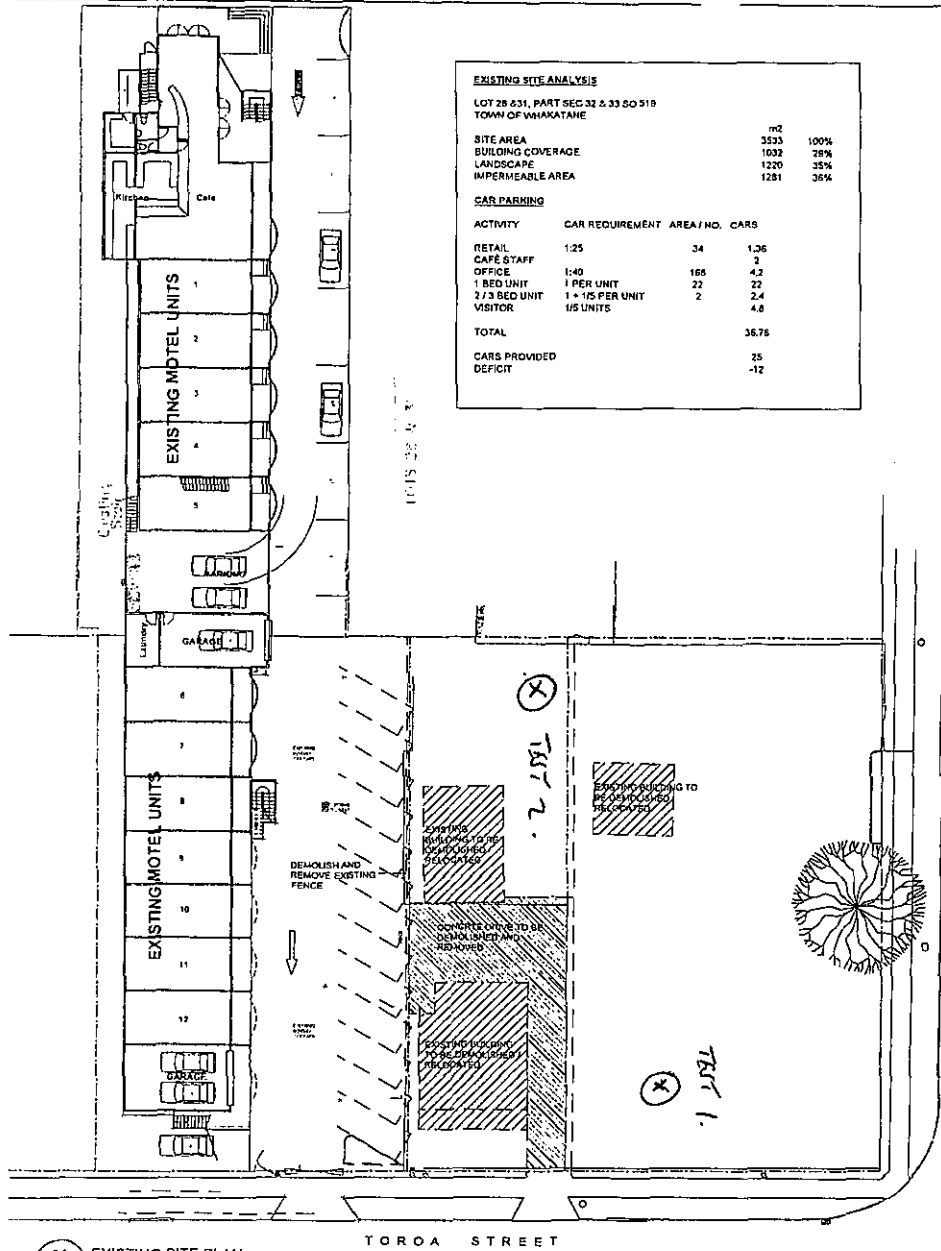 EXISTING SITE ANALYSIS
LOT 28 &31, PART SEC 32 & 33 SO 519
TOWN OF WHAKATANE
m2
SITE AREA 3533 100%
BUILDING COVERAGE 1032 29%
LANDSCAPE 1220 35%
IMPERMEABLE AREA 1281 36%
CAR PARKING
ACTIVITY CAR REQUIREMENT AREA / NO. CARS
RETAIL 1:25 34 1.36
CAFÉ STAFF 2
OFFICE 1:40 168 4.2
1 BED UNIT 1 PER UNIT 22 22
2 / 3 BED UNIT 1 + 1/5 PER UNIT 2 2.4
VISITOR 1/5 UNITS 4.8
TOTAL 36.76
CARS PROVIDED 25
DEFICIT -12
Kitchen
Cafe
EXISTING MOTEL UNITS
1
2
3
4
5
PARKING
Laundry
GARAGE
EXISTING MOTEL UNITS
6
7
8
9
10
11
12
GARAGE
DEMOLISH AND
REMOVE EXISTING
FENCE
X TEST 2.
EXISTING BUILDING TO
BE DEMOLISHED
RELOCATED
EXISTING
BUILDING TO BE
DEMOLISHED /
RELOCATED
CONCRETE DRIVE TO BE
DEMOLISHED AND
REMOVED
EXISTING BUILDING
TO BE DEMOLISHED /
RELOCATED
X TEST 1.
TOROA STREET
EXISTING SITE PLAN